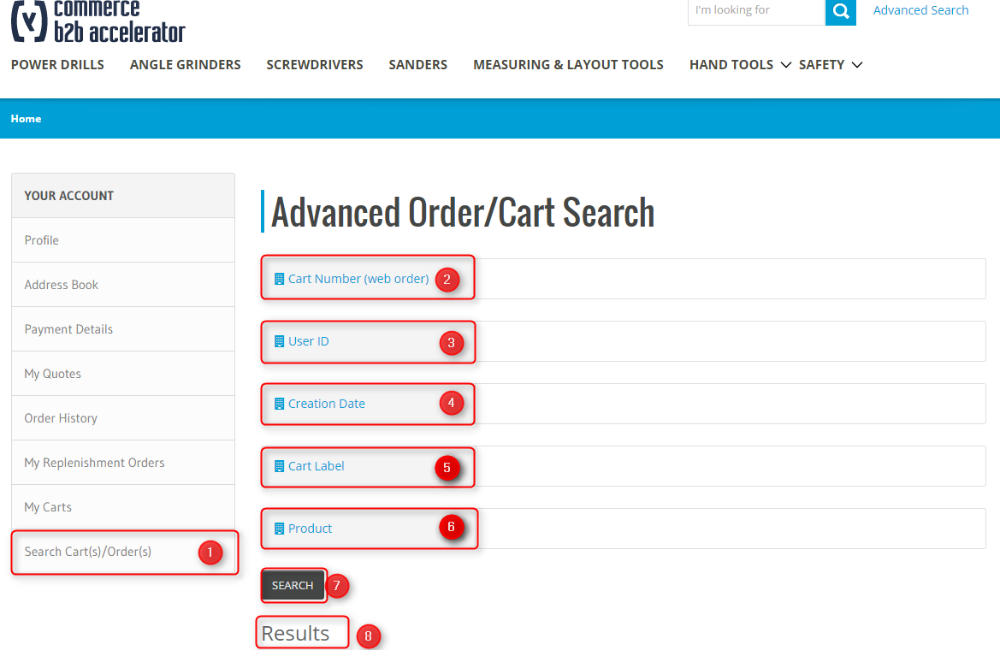 commerce
b2b accelerator
I'm looking for
Advanced Search
POWER DRILLS ANGLE GRINDERS SCREWDRIVERS SANDERS MEASURING & LAYOUT TOOLS HAND TOOLS SAFETY
Home
YOUR ACCOUNT
Profile
Address Book
Payment Details
My Quotes
Order History
My Replenishment Orders
My Carts
Search Cart(s)/Order(s) 1
Advanced Order/Cart Search
Cart Number (web order) 2
User ID 3
Creation Date 4
Cart Label 5
Product 6
SEARCH 7
Results 8